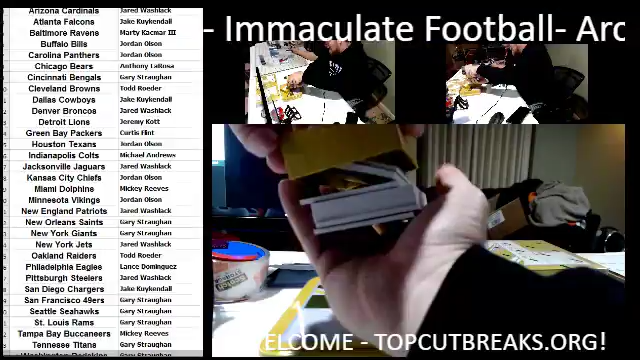 - Immaculate Football- Arc
Arizona Cardinals Jared Washlack
Atlanta Falcons Jake Kuykendall
Baltimore Ravens Marty Kacmar III
Buffalo Bills Jordan Olson
Carolina Panthers Jordan Olson
Chicago Bears Anthony LaRosa
Cincinnati Bengals Gary Straughan
Cleveland Browns Todd Roeder
Dallas Cowboys Jake Kuykendall
Denver Broncos Jared Washlack
Detroit Lions Jeremy Kott
Green Bay Packers Curtis Flint
Houston Texans Jordan Olson
Indianapolis Colts Michael Andrews
Jacksonville Jaguars Jared Washlack
Kansas City Chiefs Jordan Olson
Miami Dolphins Mickey Reeves
Minnesota Vikings Jordan Olson
New England Patriots Jared Washlack
New Orleans Saints Gary Straughan
New York Giants Gary Straughan
New York Jets Jared Washlack
Oakland Raiders Todd Roeder
Philadelphia Eagles Lance Dominguez
Pittsburgh Steelers Jared Washlack
San Diego Chargers Jake Kuykendall
San Francisco 49ers Gary Straughan
Seattle Seahawks Gary Straughan
St. Louis Rams Gary Straughan
Tampa Bay Buccaneers Mickey Reeves
Tennessee Titans Gary Straughan
ELCOME - TOPCUTBREAKS.ORG!